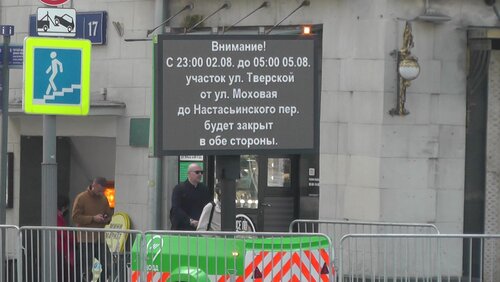 17
Внимание!
С 23:00 02.08. до 05:00 05.08.
участок ул. Тверской
от ул. Моховая
до Настасьинского пер.
будет закрыт
в обе стороны.